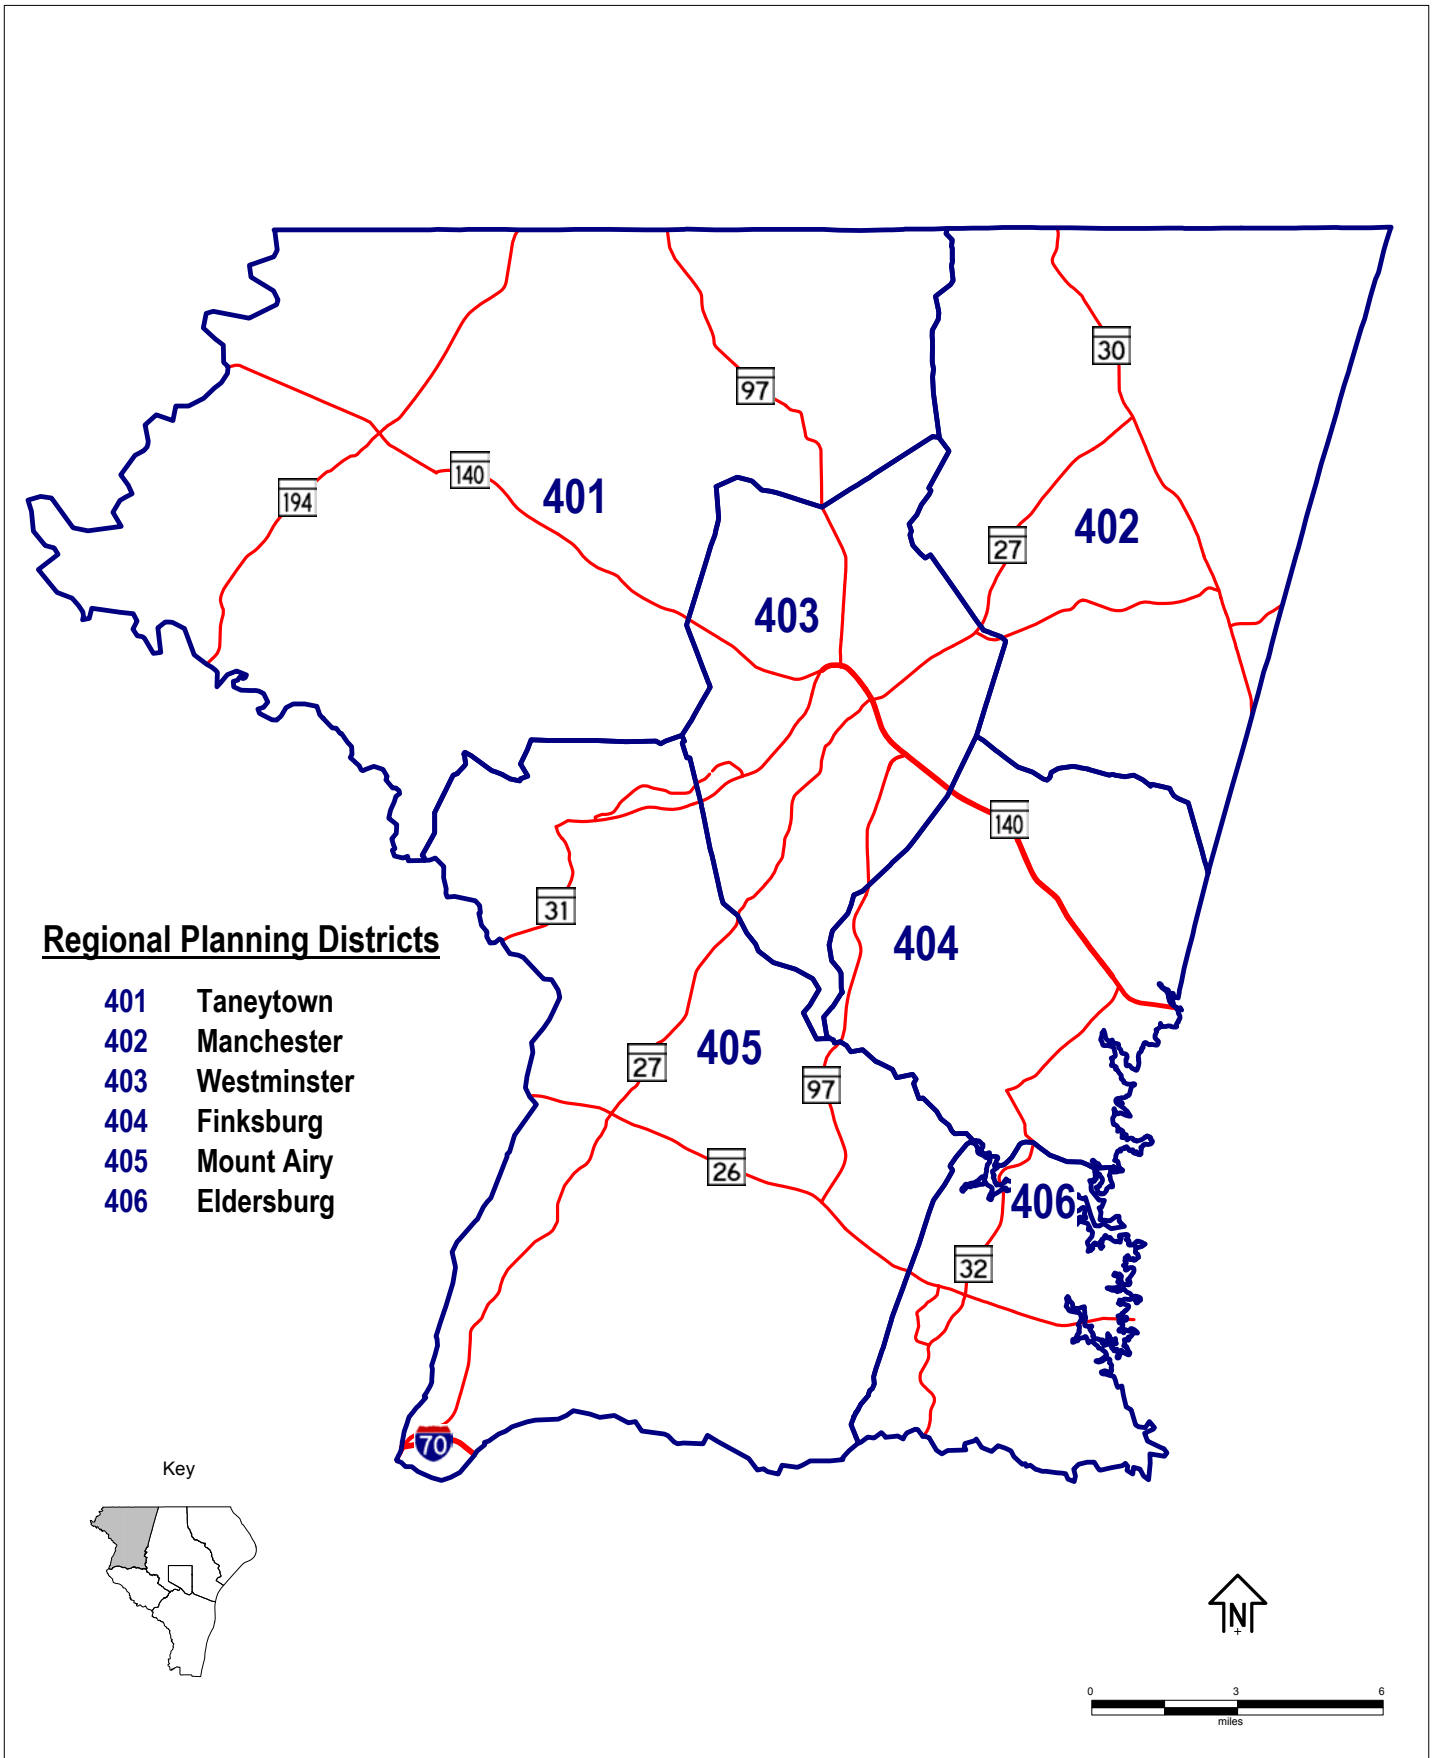 30
97
140
401
194
402
27
403
140
31
Regional Planning Districts
404
401 Taneytown
402 Manchester
403 Westminster
404 Finksburg
405 Mount Airy
406 Eldersburg
405
27
97
26
406
32
70
Key
N
0 3 6
miles